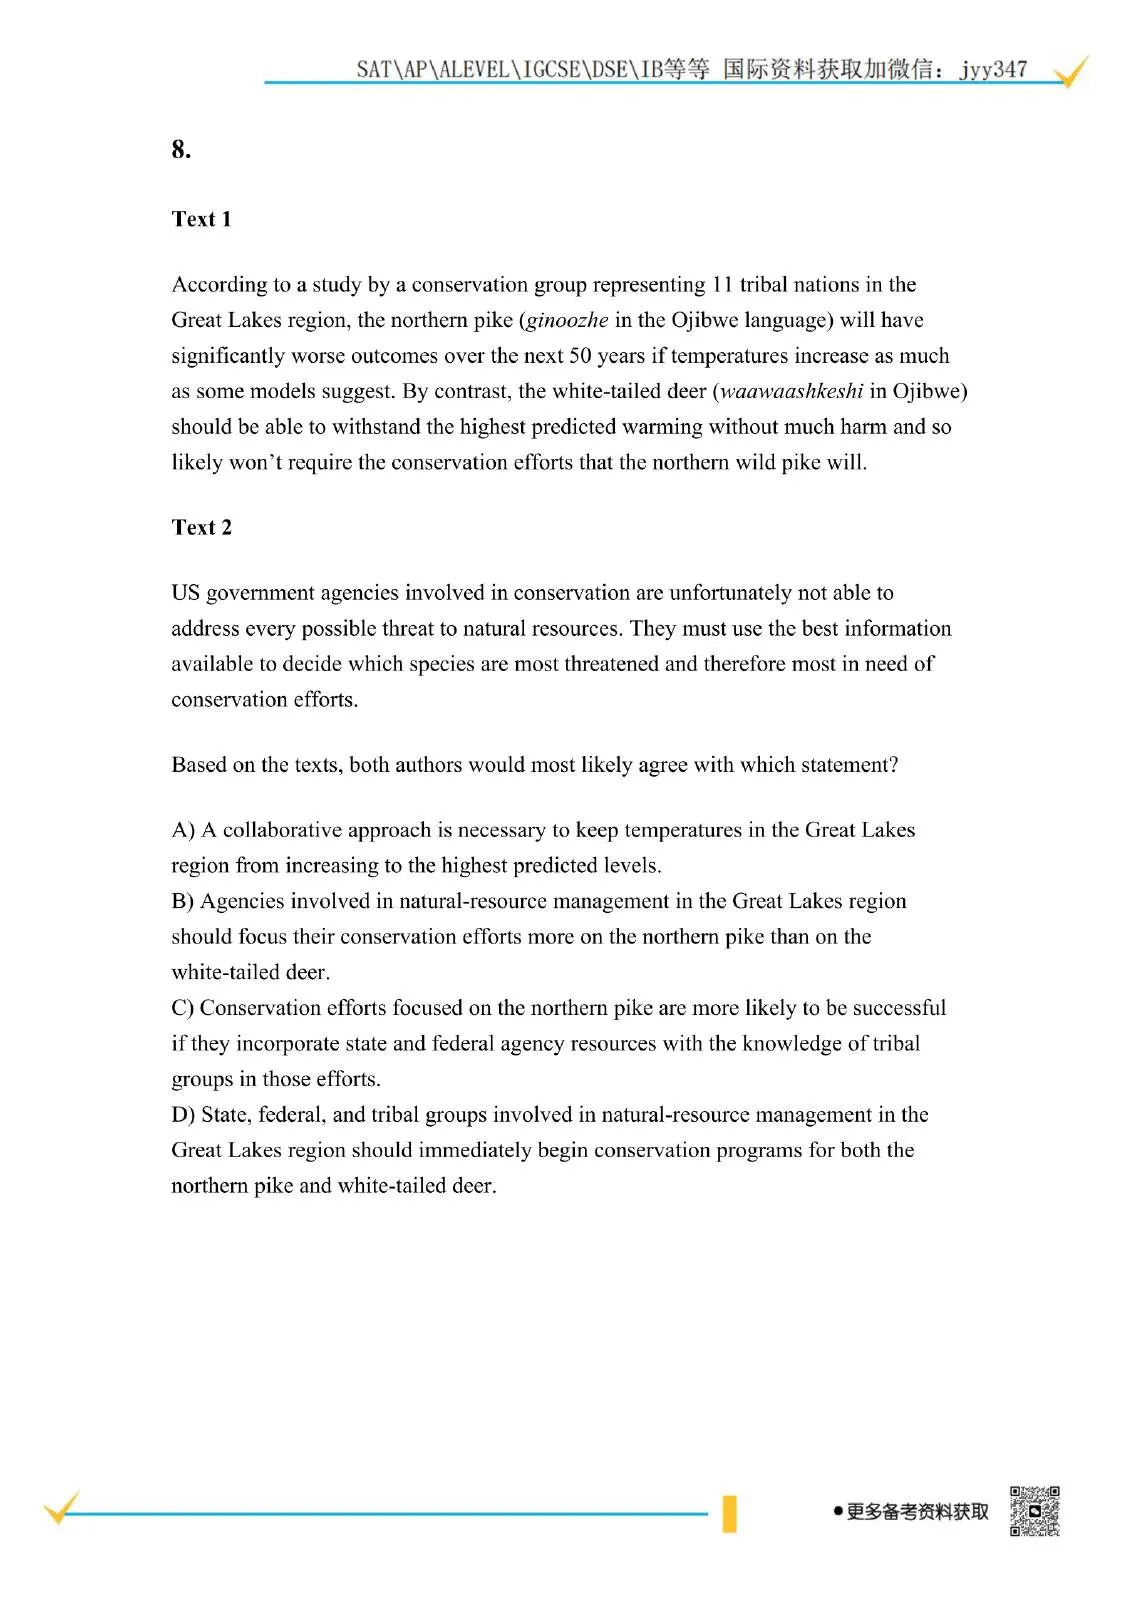 SAT\AP\ALEVEL\IGCSE\DSE\IB等等 国际资料获取加微信：jyy347
8.
Text 1
According to a study by a conservation group representing 11 tribal nations in the
Great Lakes region, the northern pike (ginoozhe in the Ojibwe language) will have
significantly worse outcomes over the next 50 years if temperatures increase as much
as some models suggest. By contrast, the white-tailed deer (waawaashkeshi in Ojibwe)
should be able to withstand the highest predicted warming without much harm and so
likely won’t require the conservation efforts that the northern wild pike will.
Text 2
US government agencies involved in conservation are unfortunately not able to
address every possible threat to natural resources. They must use the best information
available to decide which species are most threatened and therefore most in need of
conservation efforts.
Based on the texts, both authors would most likely agree with which statement?
A) A collaborative approach is necessary to keep temperatures in the Great Lakes
region from increasing to the highest predicted levels.
B) Agencies involved in natural-resource management in the Great Lakes region
should focus their conservation efforts more on the northern pike than on the
white-tailed deer.
C) Conservation efforts focused on the northern pike are more likely to be successful
if they incorporate state and federal agency resources with the knowledge of tribal
groups in those efforts.
D) State, federal, and tribal groups involved in natural-resource management in the
Great Lakes region should immediately begin conservation programs for both the
northern pike and white-tailed deer.
●更多备考资料获取